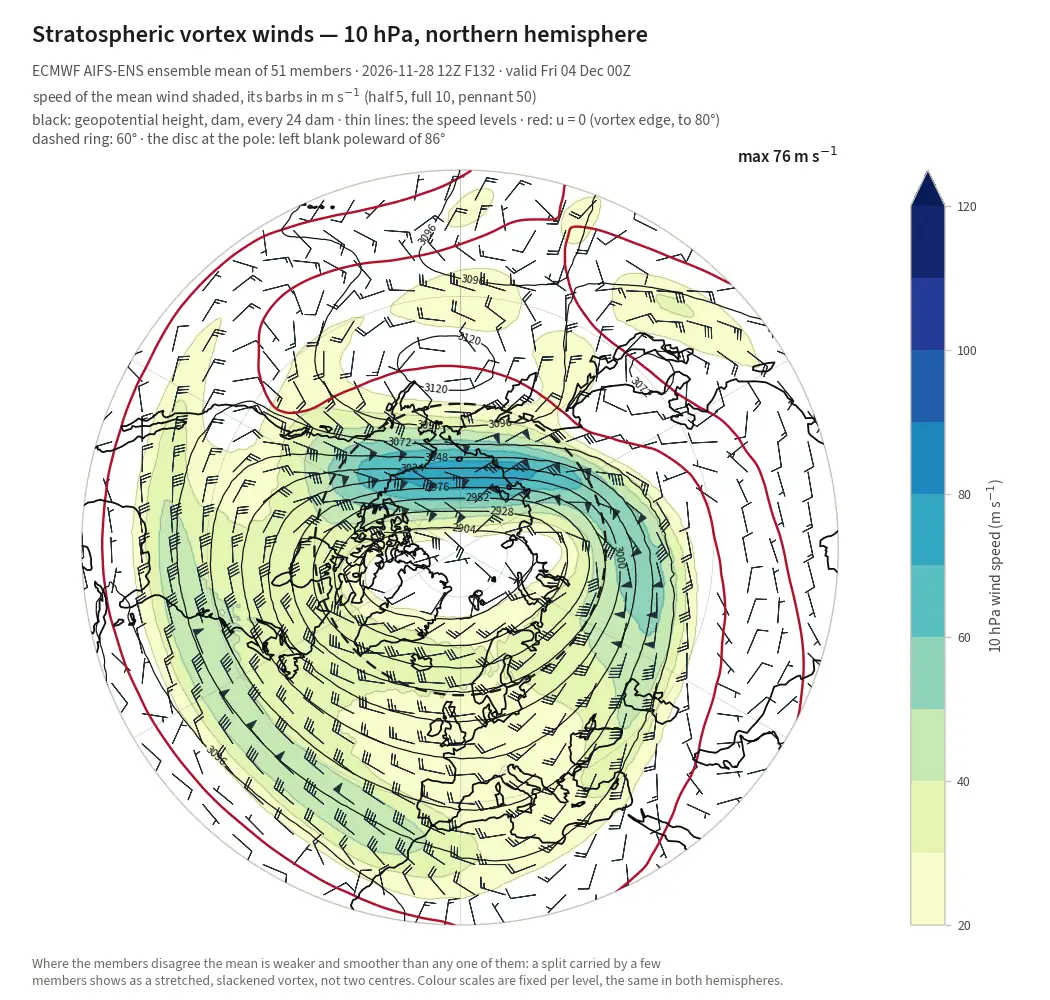 Stratospheric vortex winds — 10 hPa, northern hemisphere
ECMWF AIFS-ENS ensemble mean of 51 members · 2026-11-28 12Z F132 · valid Fri 04 Dec 00Z
speed of the mean wind shaded, its barbs in m s⁻¹ (half 5, full 10, pennant 50)
black: geopotential height, dam, every 24 dam · thin lines: the speed levels · red: u = 0 (vortex edge, to 80°)
dashed ring: 60° · the disc at the pole: left blank poleward of 86°
max 76 m s⁻¹
120
100
80
60
40
20
10 hPa wind speed (m s⁻¹)
3096
3096
3120
3120
3096
3072
3048
2976
2952
2928
2904
3000
3096
Where the members disagree the mean is weaker and smoother than any one of them: a split carried by a few
members shows as a stretched, slackened vortex, not two centres. Colour scales are fixed per level, the same in both hemispheres.